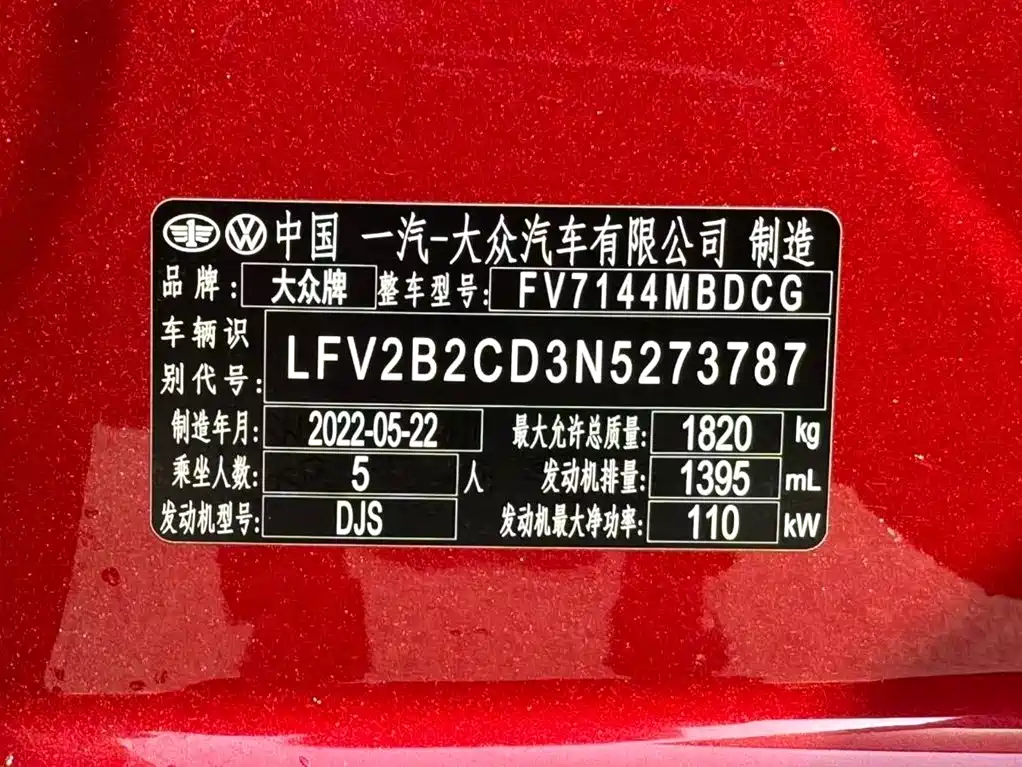 中国 一汽-大众汽车有限公司 制造
品牌: 大众牌 整车型号: FV7144MBDCG
车辆识别代号: LFV2B2CD3N5273787
制造年月: 2022-05-22 最大允许总质量: 1820 kg
乘坐人数: 5 人 发动机排量: 1395 mL
发动机型号: DJS 发动机最大净功率: 110 kW